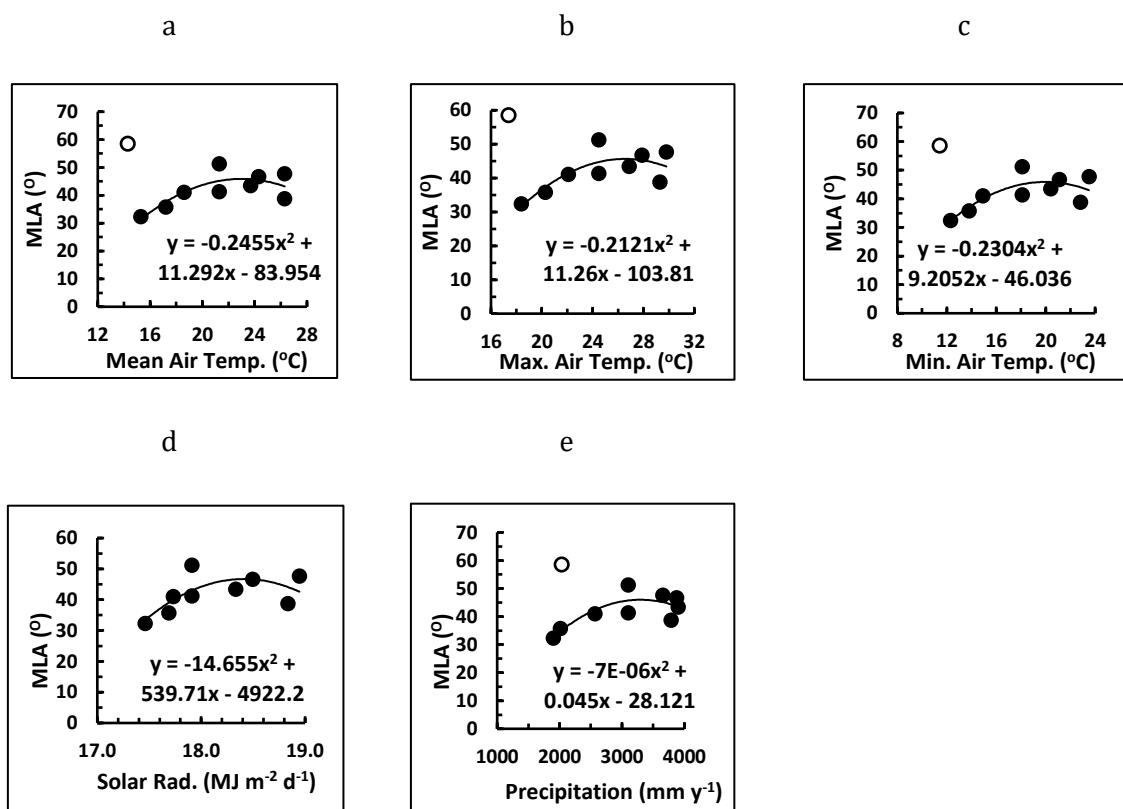 a
b
c
70
60
50
40
30
20
10
0
MLA (⁰)
y = -0.2455x² +
11.292x - 83.954
12 16 20 24 28
Mean Air Temp. (ᵒC)
60
50
40
30
20
10
0
MLA (⁰)
y = -0.2121x² +
11.26x - 103.81
16 20 24 28 32
Max. Air Temp. (ᵒC)
70
60
50
40
30
20
10
0
MLA (⁰)
y = -0.2304x² +
9.2052x - 46.036
8 12 16 20 24
Min. Air Temp. (ᵒC)
d
e
60
50
40
30
20
10
0
MLA (⁰)
y = -14.655x² +
539.71x - 4922.2
17.0 18.0 19.0
Solar Rad. (MJ m⁻² d⁻¹)
70
60
50
40
30
20
10
0
MLA (⁰)
y = -7E-06x² +
0.045x - 28.121
1000 2000 3000 4000
Precipitation (mm y⁻¹)